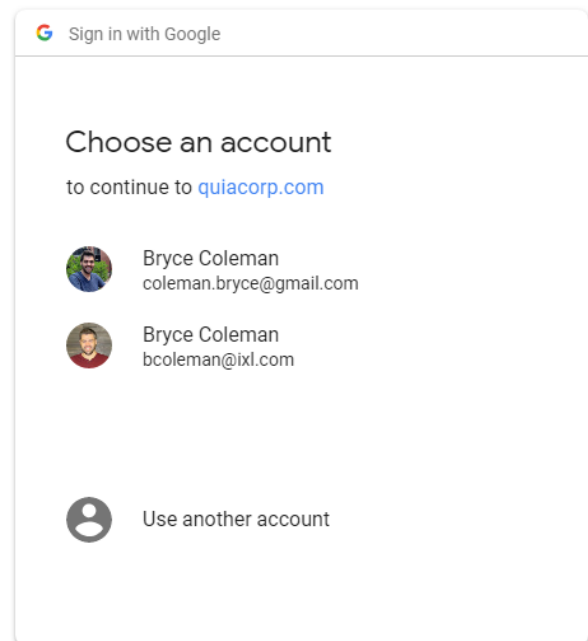 Sign in with Google
Choose an account
to continue to quiacorp.com
Bryce Coleman
coleman.bryce@gmail.com
Bryce Coleman
bcoleman@ixl.com
Use another account